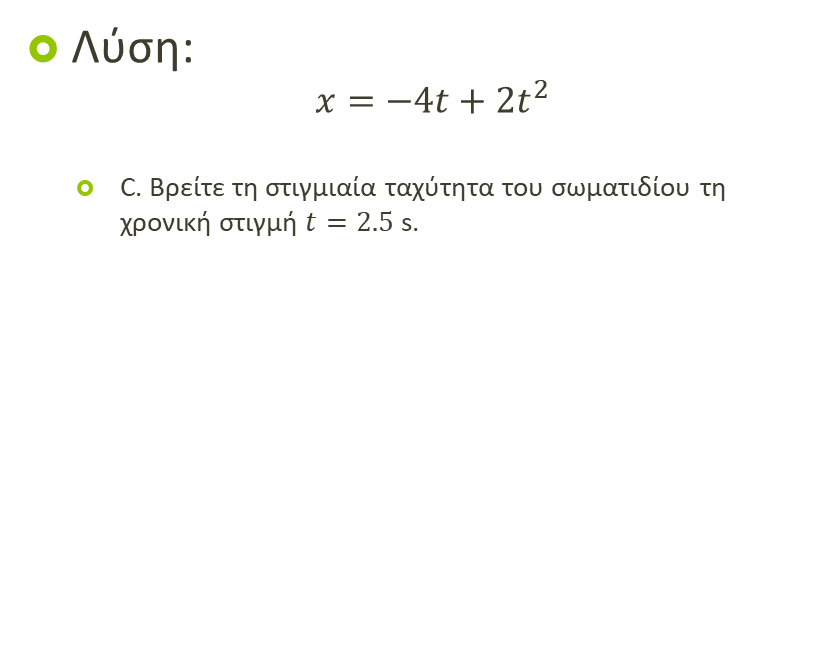 Λύση:
x = −4t + 2t²
C. Βρείτε τη στιγμιαία ταχύτητα του σωματιδίου τη
χρονική στιγμή t = 2.5 s.